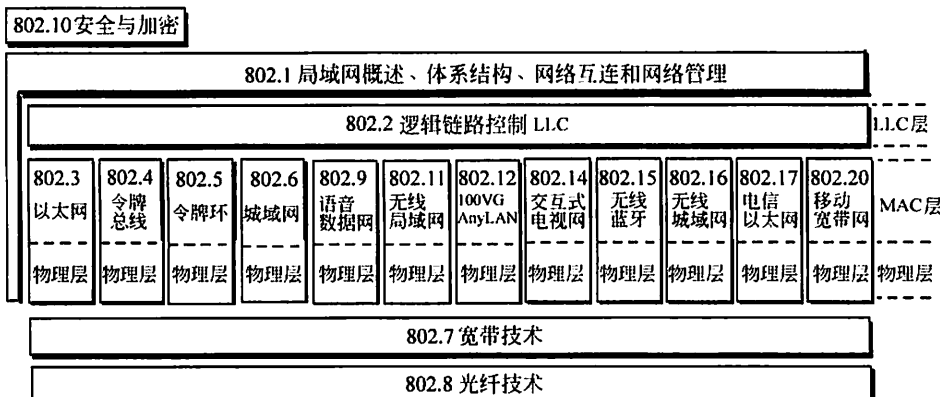 802.10安全与加密
802.1 局域网概述、体系结构、网络互连和网络管理
802.2 逻辑链路控制 LLC
LLC层
802.3
以太网
物理层
802.4
令牌
总线
物理层
802.5
令牌环
物理层
802.6
城域网
物理层
802.9
语音
数据网
物理层
802.11
无线
局域网
物理层
802.12
100VG
AnyLAN
物理层
802.14
交互式
电视网
物理层
802.15
无线
蓝牙
物理层
802.16
无线
城域网
物理层
802.17
电信
以太网
物理层
802.20
移动
宽带网
物理层
MAC层
物理层
802.7 宽带技术
802.8 光纤技术